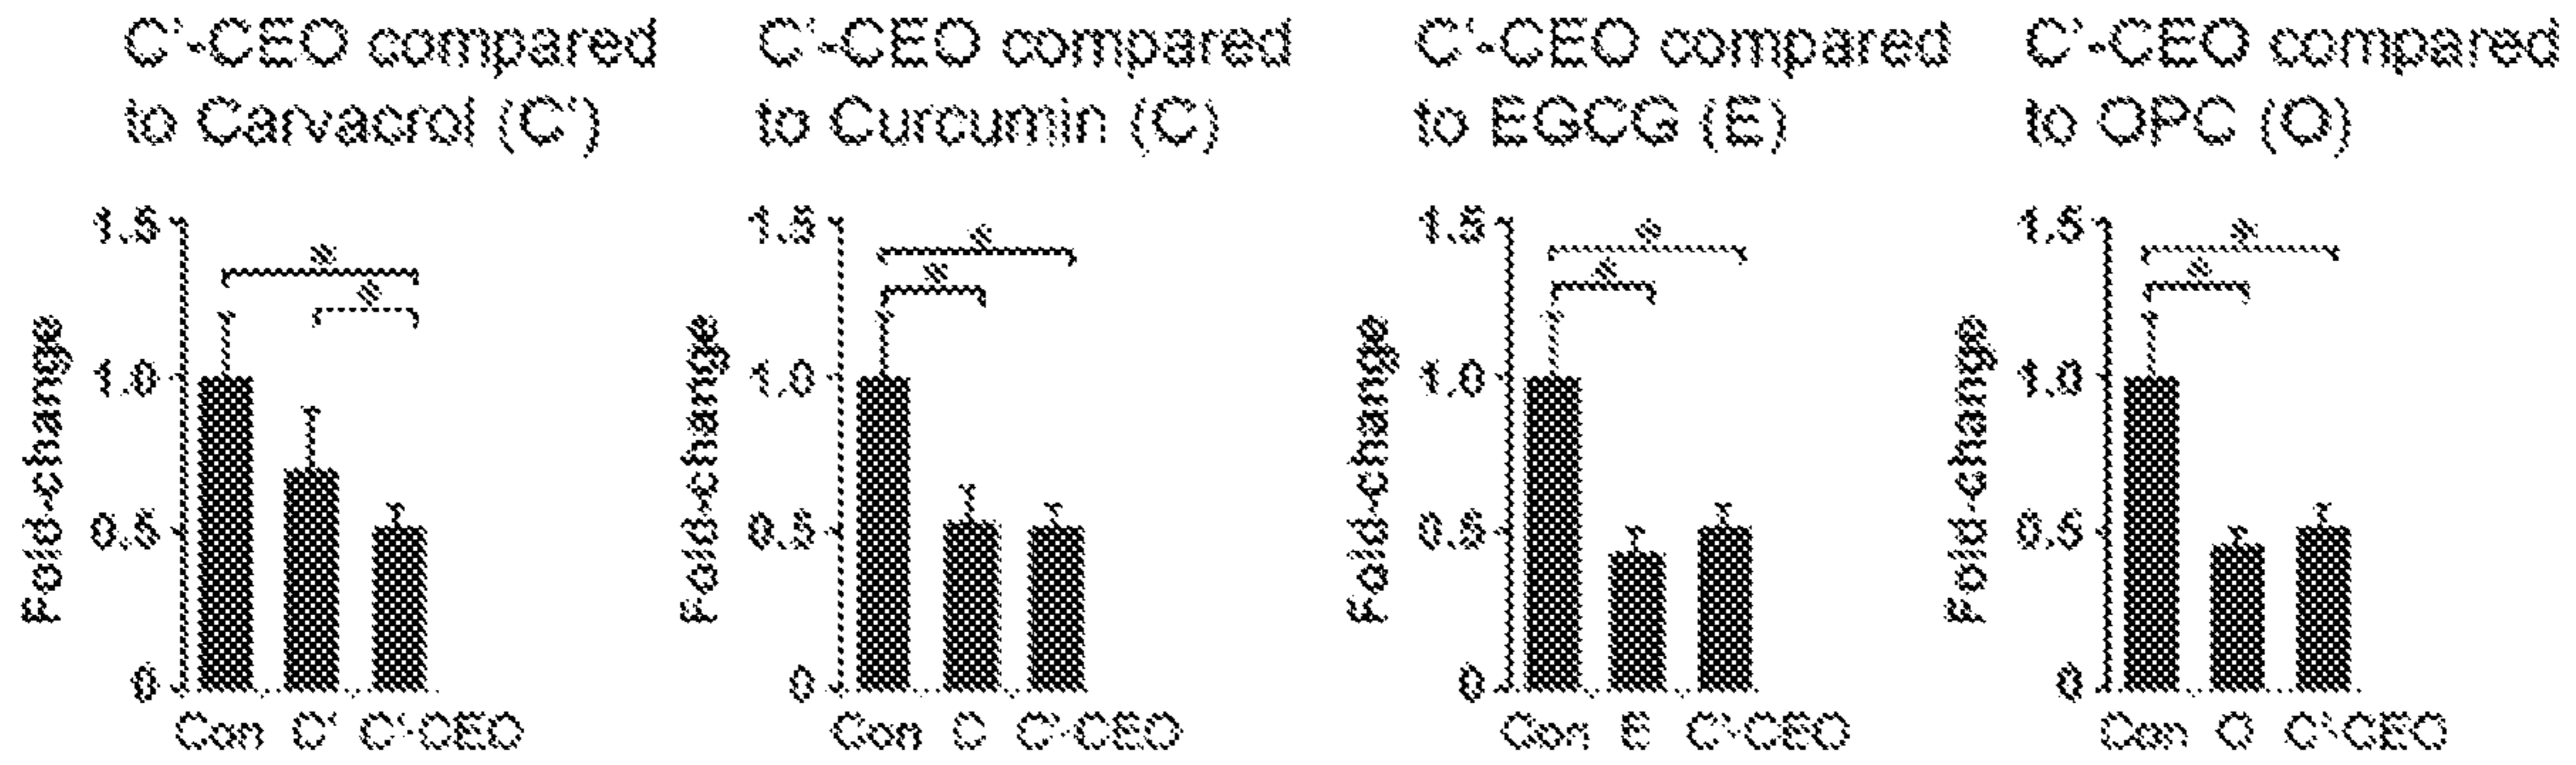 C'-CEO compared
to Carvacrol (C')
C'-CEO compared
to Curcumin (C)
C'-CEO compared
to EGCG (E)
C'-CEO compared
to OPC (O)
Fold-change
1.5
1.0
0.5
0
*
*
Con C' C'-CEO
Fold-change
1.5
1.0
0.5
0
*
*
Con C C'-CEO
Fold-change
1.5
1.0
0.5
0
*
*
Con E C'-CEO
Fold-change
1.5
1.0
0.5
0
*
*
Con O C'-CEO